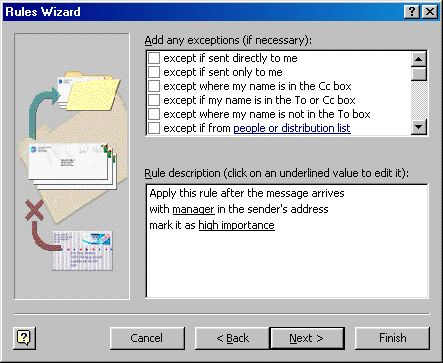 Rules Wizard
Add any exceptions (if necessary):
except if sent directly to me
except if sent only to me
except where my name is in the Cc box
except if my name is in the To or Cc box
except where my name is not in the To box
except if from people or distribution list
Rule description (click on an underlined value to edit it):
Apply this rule after the message arrives
with manager in the sender's address
mark it as high importance
Cancel
< Back
Next >
Finish